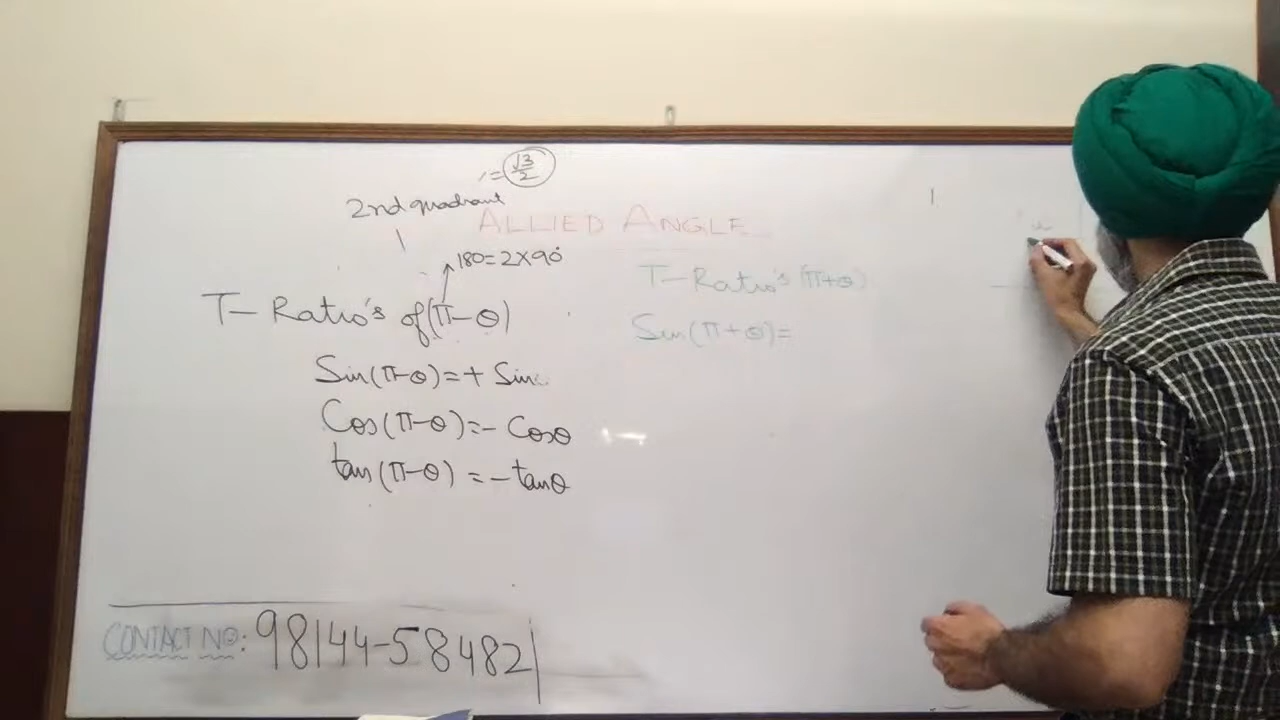 = √3/2
2nd quadrant
ALLIED ANGLE
180=2×90°
T- Ratio's of (π-θ)
Sin(π-θ)=+ Sin
Cos(π-θ)=- Cosθ
tan(π-θ) =- tanθ
T-Ratio's (π+θ)
Sin(π+θ)=
CONTACT NO: 98144-58482